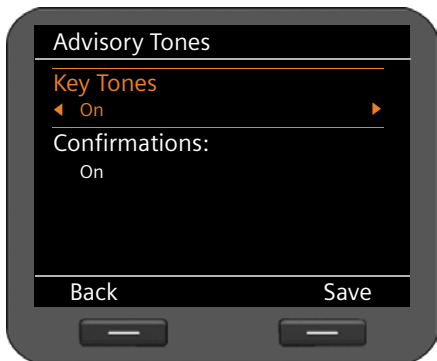 Advisory Tones
Key Tones
On
Confirmations:
On
Back Save